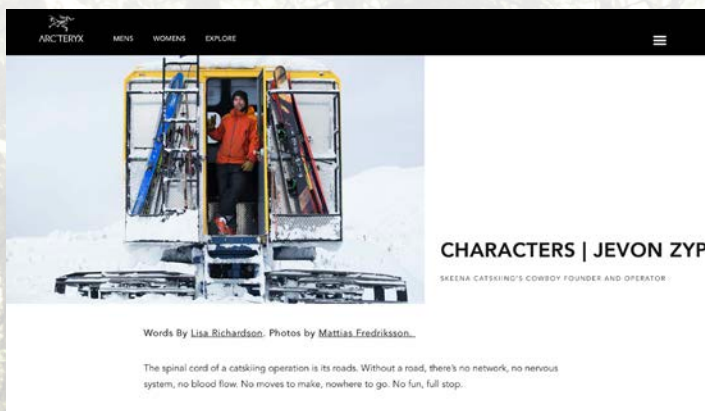 ARC'TERYX
MENS WOMENS EXPLORE
CHARACTERS | JEVON ZYP
SKEENA CATSKIING'S COWBOY FOUNDER AND OPERATOR
Words By Lisa Richardson. Photos by Mattias Fredriksson.
The spinal cord of a catskiing operation is its roads. Without a road, there's no network, no nervous
system, no blood flow. No moves to make, nowhere to go. No fun, full stop.